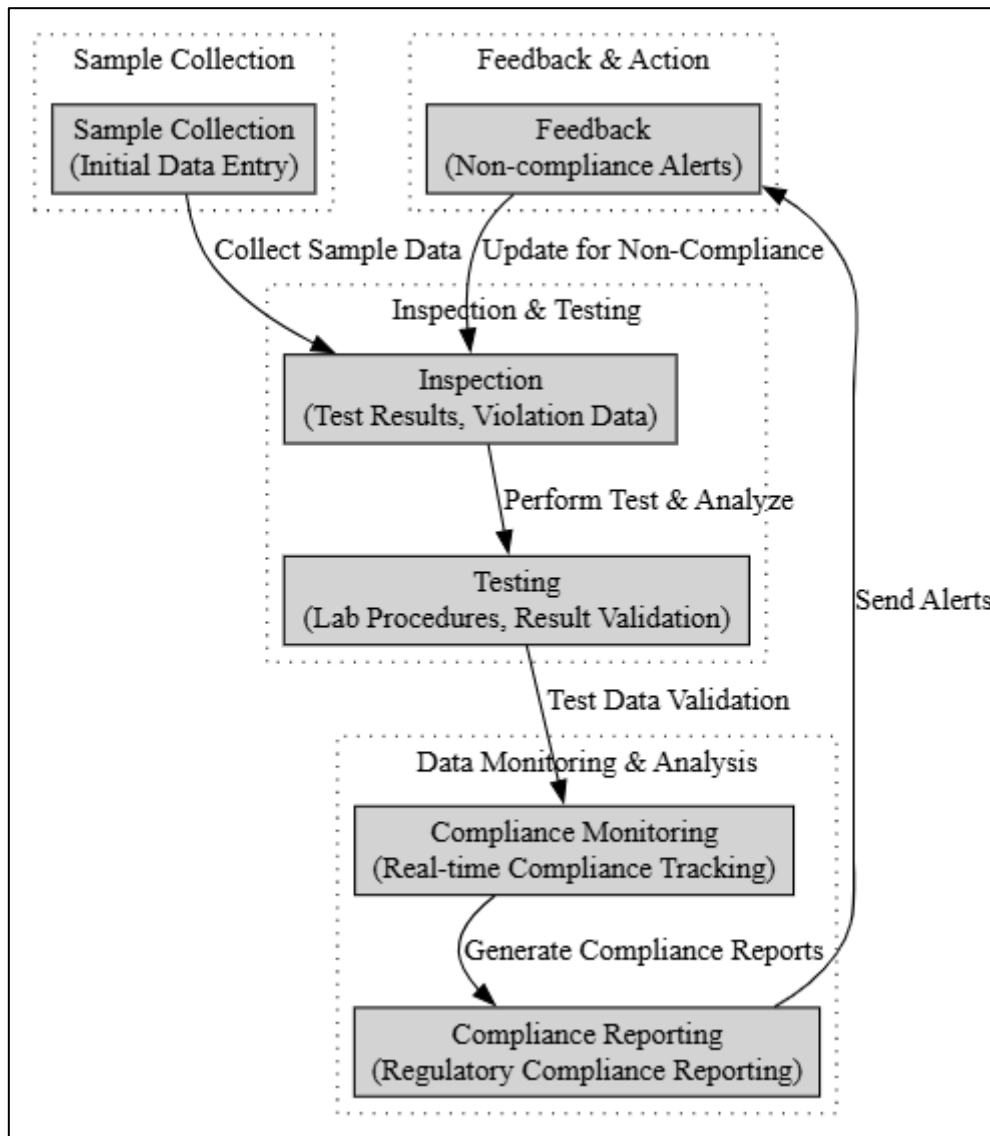 Sample Collection
Feedback & Action
Sample Collection
(Initial Data Entry)
Feedback
(Non-compliance Alerts)
Collect Sample Data
Update for Non-Compliance
Inspection & Testing
Inspection
(Test Results, Violation Data)
Perform Test & Analyze
Testing
(Lab Procedures, Result Validation)
Send Alerts
Test Data Validation
Data Monitoring & Analysis
Compliance Monitoring
(Real-time Compliance Tracking)
Generate Compliance Reports
Compliance Reporting
(Regulatory Compliance Reporting)